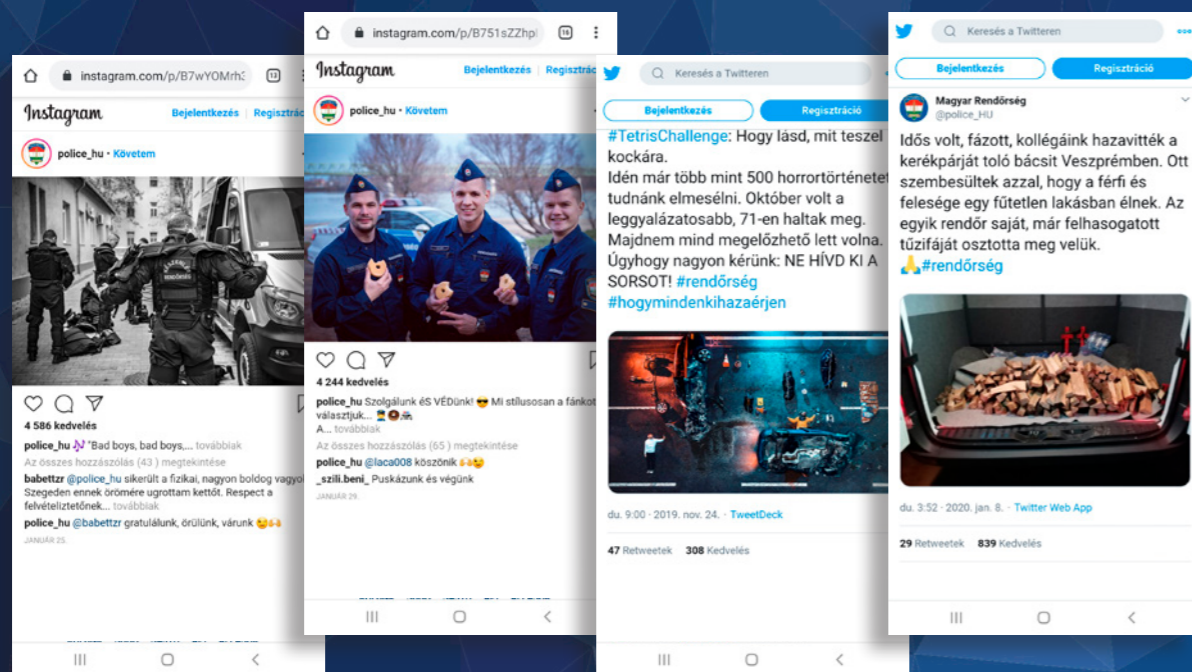 instagram.com/p/B7wYOMrh
13
Instagram
Bejelentkezés
Regisztrác
police_hu • Követem
RENDŐRSÉG
4 586 kedvelés
police_hu 🎶 "Bad boys, bad boys,... továbbiak
Az összes hozzászólás (43 ) megtekintése
babettzr @police_hu sikerült a fizikai, nagyon boldog vagyo
Szegeden ennek örömére ugrottam kettőt. Respect a
felvételiztetőnek... továbbiak
police_hu @babettzr gratulálunk, örülünk, várunk 😉🙌
JANUÁR 25.
instagram.com/p/B751sZZhp
16
Instagram
Bejelentkezés
Regisztrác
police_hu • Követem
4 244 kedvelés
police_hu Szolgálunk éS VÉDünk! 😎 Mi stílusosan a fánkot
választjuk... 👮🍩🚓
A... továbbiak
Az összes hozzászólás (65 ) megtekintése
police_hu @laca008 köszönik 🙌😉
_szili.beni_ Puskázunk és végünk
JANUÁR 29.
Keresés a Twitteren
Bejelentkezés
Regisztráció
#TetrisChallenge: Hogy lásd, mit teszel
kockára.
Idén már több mint 500 horrortörténetet
tudnánk elmesélni. Október volt a
leggyalázatosabb, 71-en haltak meg.
Majdnem mind megelőzhető lett volna.
Úgyhogy nagyon kérünk: NE HÍVD KI A
SORSOT! #rendőrség
#hogymindenkihazaérjen
du. 9:00 · 2019. nov. 24. · TweetDeck
47 Retweetek 308 Kedvelés
Keresés a Twitteren
Bejelentkezés
Regisztráció
Magyar Rendőrség
@police_HU
Idős volt, fázott, kollégáink hazavitték a
kerékpárját toló bácsit Veszprémben. Ott
szembesültek azzal, hogy a férfi és
felesége egy fűtetlen lakásban élnek. Az
egyik rendőr saját, már felhasogatott
tűzifáját osztotta meg velük.
🙏#rendőrség
du. 3:52 · 2020. jan. 8. · Twitter Web App
29 Retweetek 839 Kedvelés